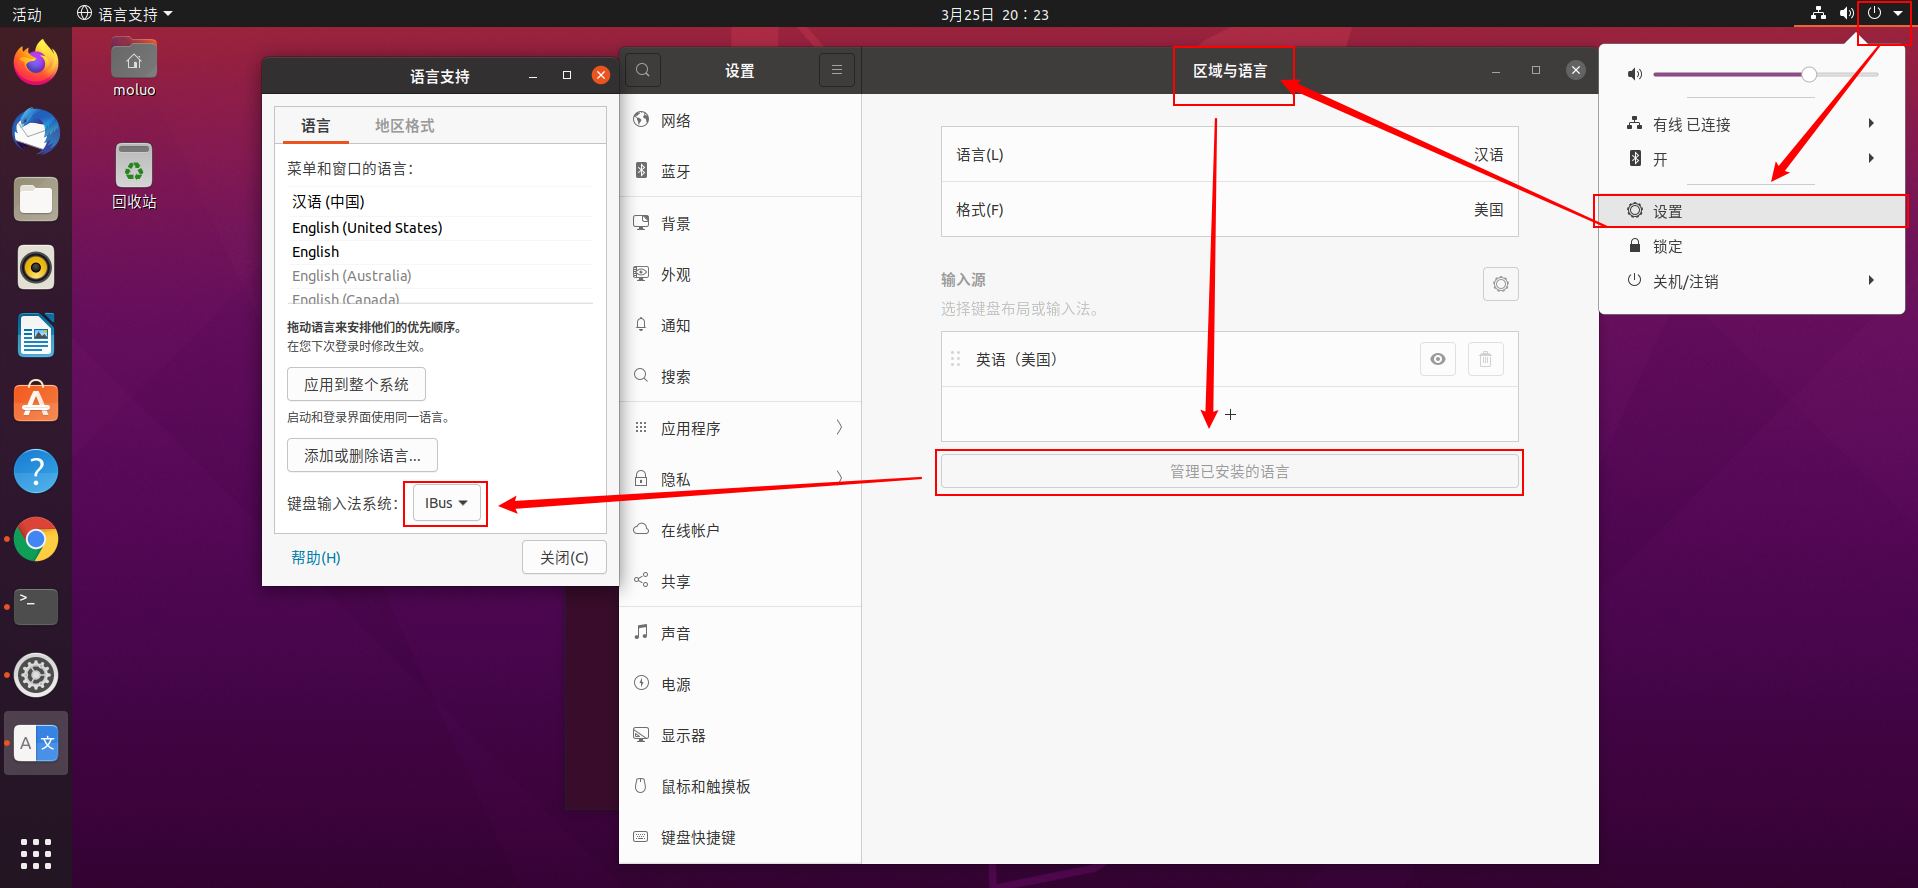 活动
语言支持
3月25日 20：23
moluo
回收站
语言支持
语言
地区格式
菜单和窗口的语言：
汉语 (中国)
English (United States)
English
English (Australia)
English (Canada)
拖动语言来安排他们的优先顺序。
在您下次登录时修改生效。
应用到整个系统
启动和登录界面使用同一语言。
添加或删除语言...
键盘输入法系统：
IBus
帮助(H)
关闭(C)
设置
网络
蓝牙
背景
外观
通知
搜索
应用程序
隐私
在线帐户
共享
声音
电源
显示器
鼠标和触摸板
键盘快捷键
区域与语言
语言(L)
汉语
格式(F)
美国
输入源
选择键盘布局或输入法。
英语（美国）
管理已安装的语言
有线 已连接
开
设置
锁定
关机/注销
A 文